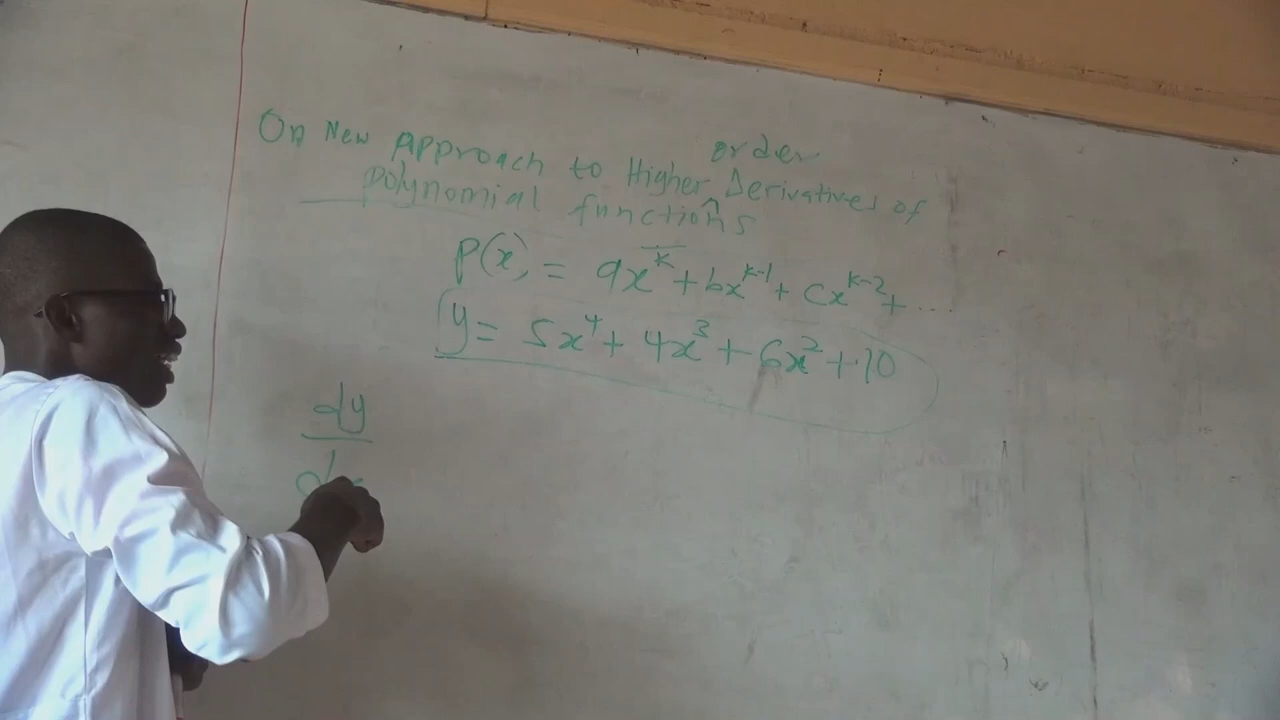 On New Approach to Higher order Derivatives of
polynomial functions
P(x) = ax^k + bx^{k-1} + cx^{k-2} + ...
y = 5x^4 + 4x^3 + 6x^2 + 10
dy